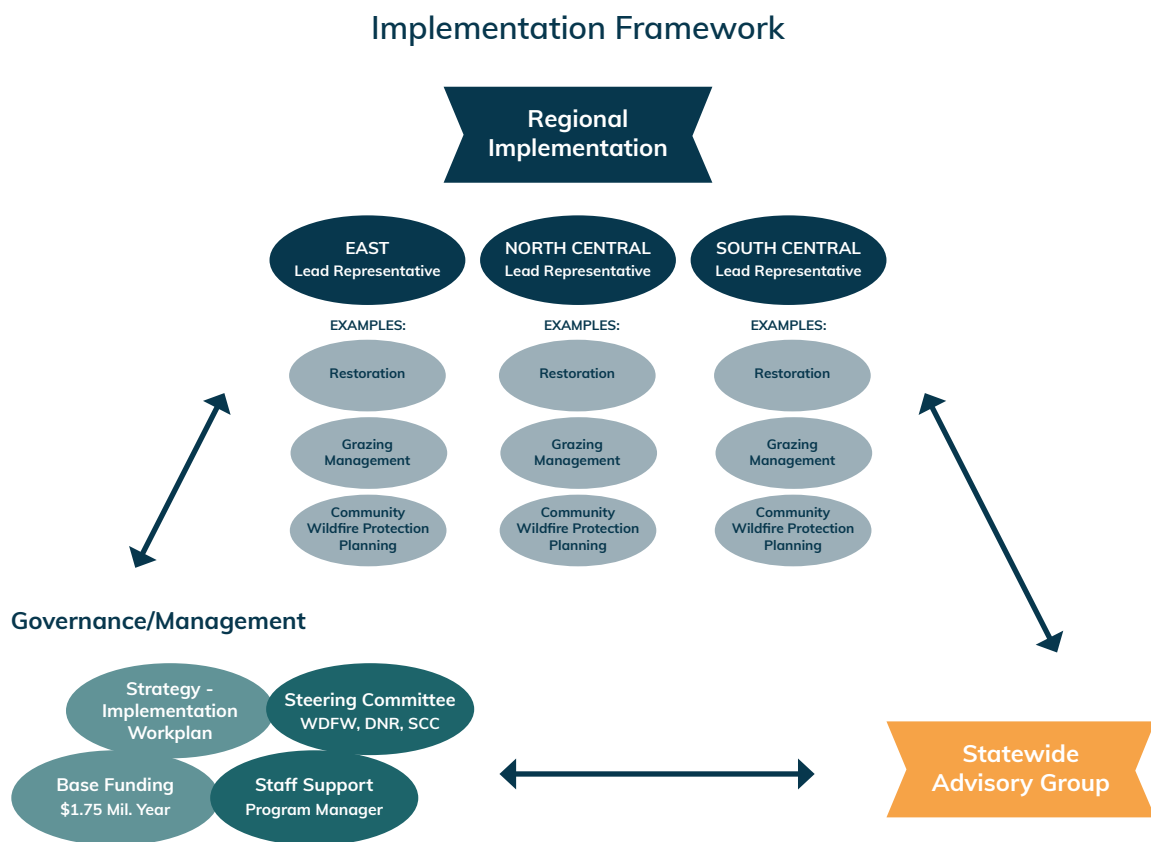 Implementation Framework
Regional
Implementation
EAST
Lead Representative
NORTH CENTRAL
Lead Representative
SOUTH CENTRAL
Lead Representative
EXAMPLES:
EXAMPLES:
EXAMPLES:
Restoration
Restoration
Restoration
Grazing
Management
Grazing
Management
Grazing
Management
Community
Wildfire Protection
Planning
Community
Wildfire Protection
Planning
Community
Wildfire Protection
Planning
Governance/Management
Strategy -
Implementation
Workplan
Steering Committee
WDFW, DNR, SCC
Base Funding
$1.75 Mil. Year
Staff Support
Program Manager
Statewide
Advisory Group